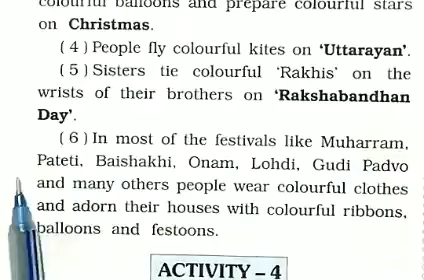 colourful balloons and prepare colourful stars
on Christmas.
( 4 ) People fly colourful kites on ‘Uttarayan’.
( 5 ) Sisters tie colourful ‘Rakhis’ on the
wrists of their brothers on ‘Rakshabandhan
Day’.
( 6 ) In most of the festivals like Muharram,
Pateti, Baishakhi, Onam, Lohdi, Gudi Padvo
and many others people wear colourful clothes
and adorn their houses with colourful ribbons,
balloons and festoons.
ACTIVITY – 4